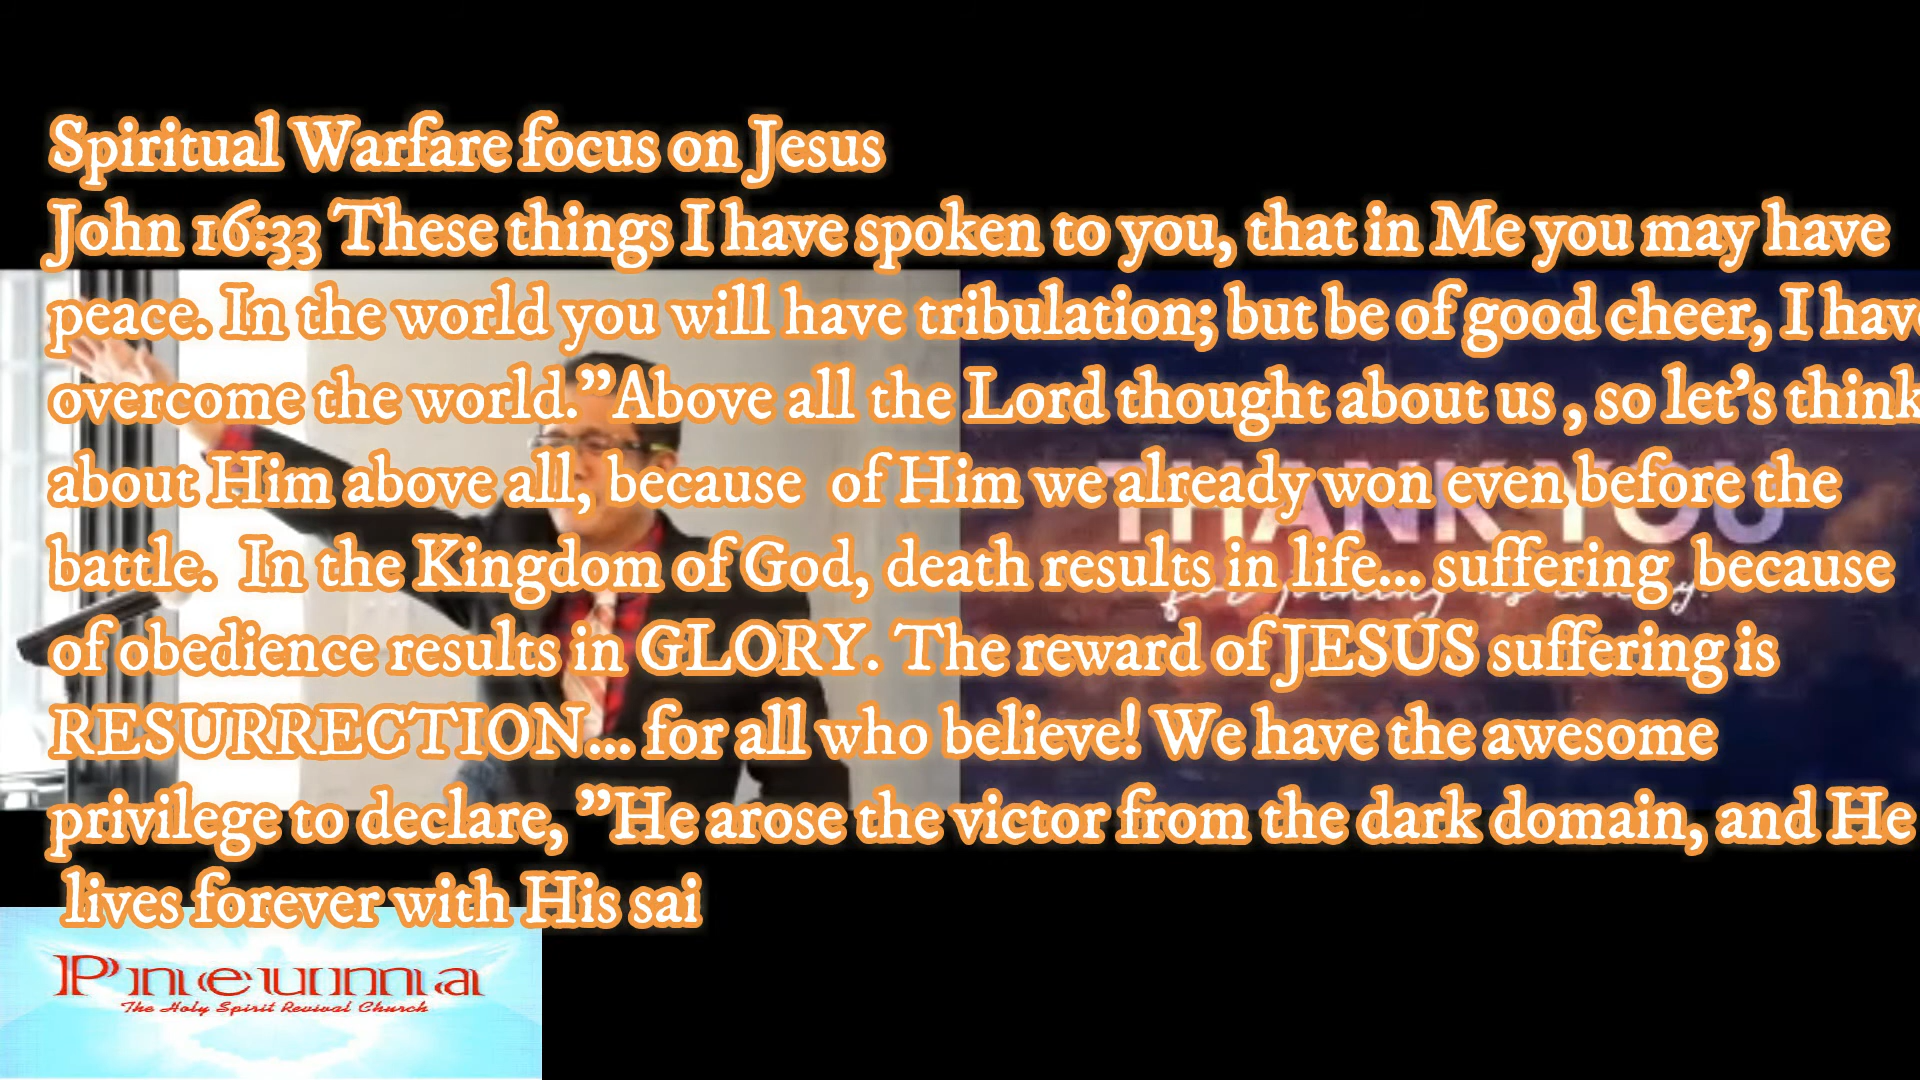 Spiritual Warfare focus on Jesus
John 16:33 These things I have spoken to you, that in Me you may have
peace. In the world you will have tribulation; but be of good cheer, I have
overcome the world.”Above all the Lord thought about us , so let’s think
about Him above all, because  of Him we already won even before the
THANK YOU
battle.  In the Kingdom of God, death results in life... suffering  because
of obedience results in GLORY. The reward of JESUS suffering is
RESURRECTION... for all who believe! We have the awesome
privilege to declare, ”He arose the victor from the dark domain, and He
lives forever with His sai
Pneuma
The Holy Spirit Revival Church